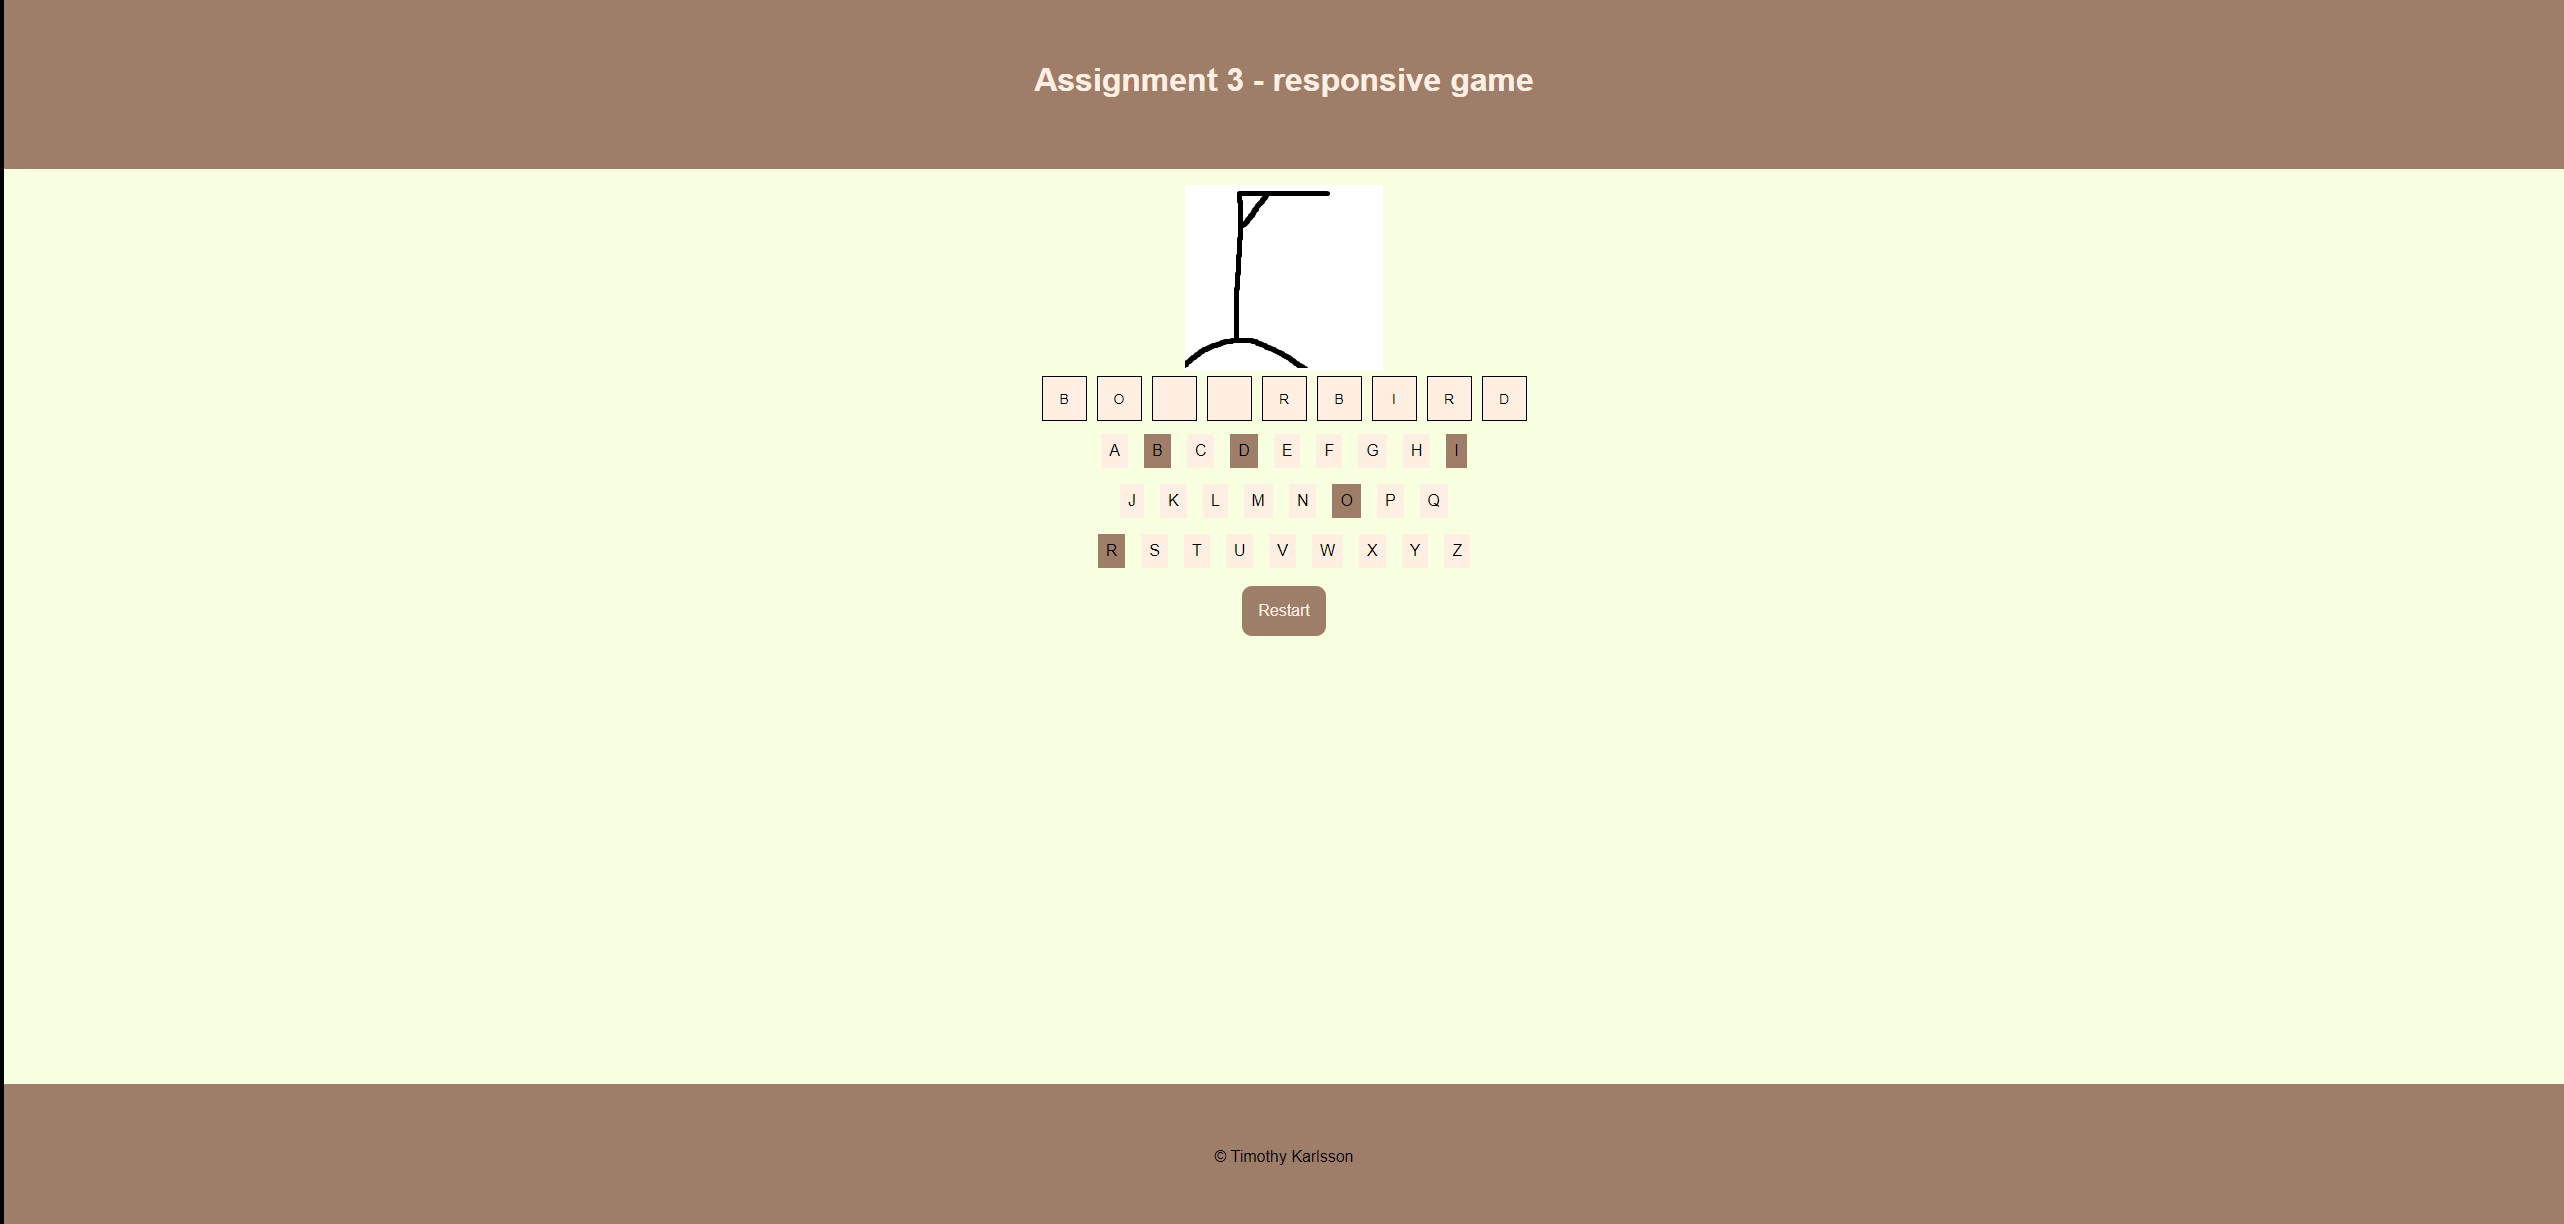 Assignment 3 - responsive game
B O R B I R D
A B C D E F G H I
J K L M N O P Q
R S T U V W X Y Z
Restart
© Timothy Karlsson